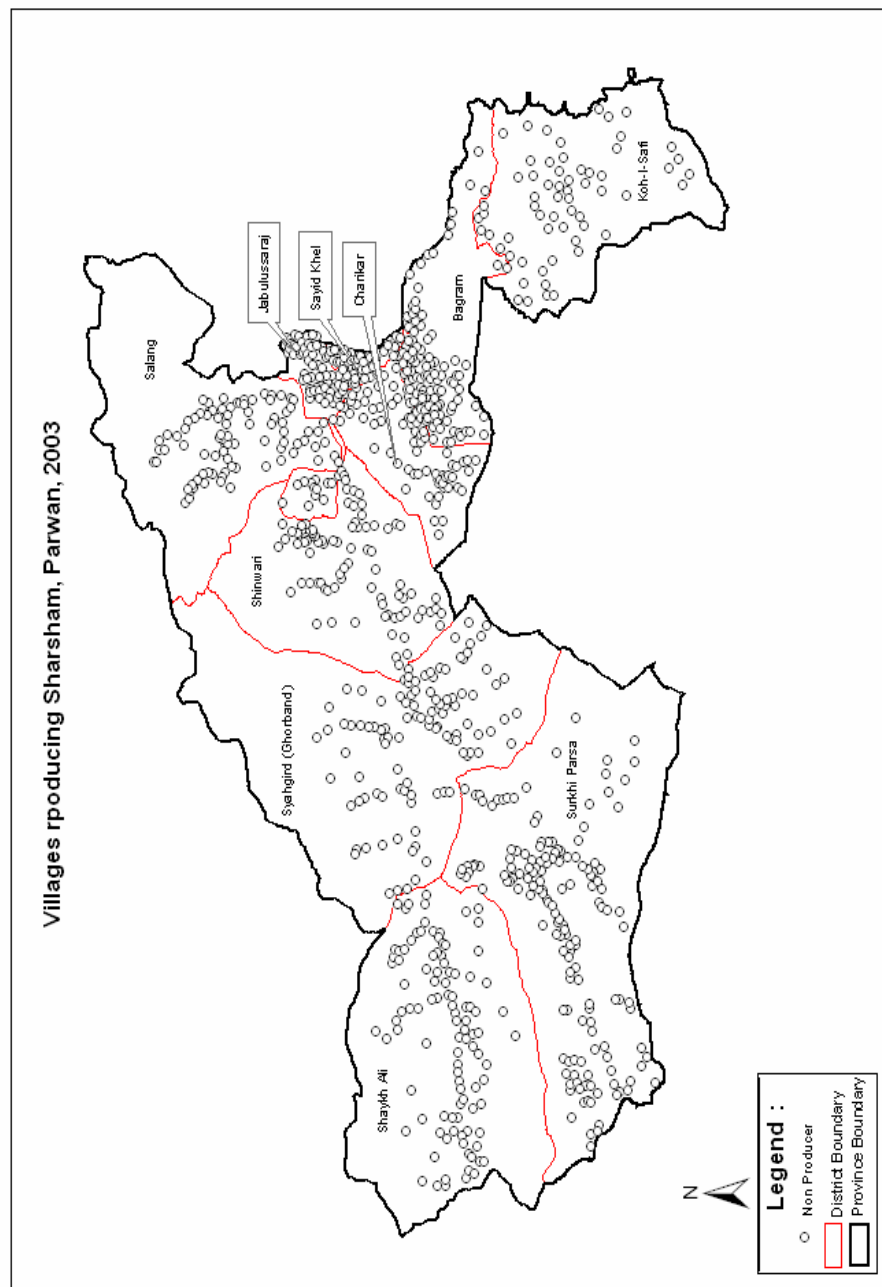 Villages rpoducing Sharsham, Parwan, 2003
Salang
Jabulussaraj
Sayid Khel
Charikar
Shinwari
Bagram
Koh-I-Safi
Syahgird (Ghorband)
Surkhi Parsa
Shaykh Ali
N
Legend :
Non Producer
District Boundary
Province Boundary